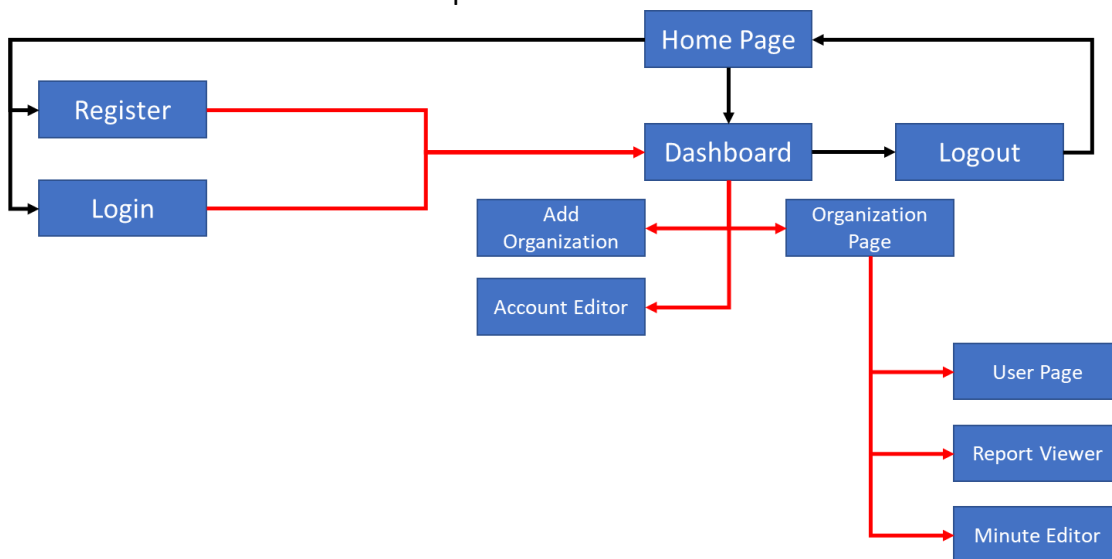 Home Page
Register
Dashboard
Logout
Login
Add
Organization
Organization
Page
Account Editor
User Page
Report Viewer
Minute Editor